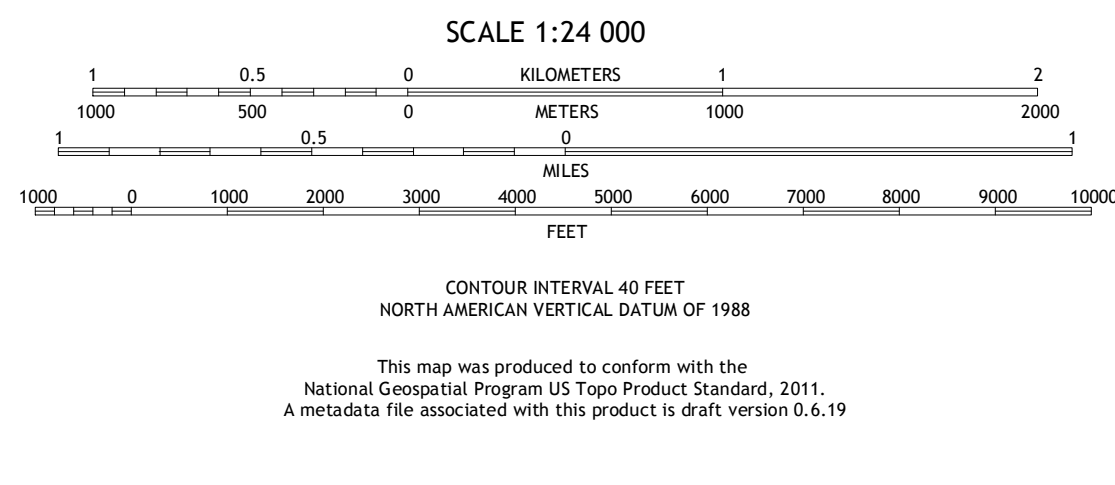 SCALE 1:24 000
1 0.5 0 KILOMETERS 1 2
1000 500 0 METERS 1000 2000
1 0.5 0 1
MILES
1000 0 1000 2000 3000 4000 5000 6000 7000 8000 9000 10000
FEET
CONTOUR INTERVAL 40 FEET
NORTH AMERICAN VERTICAL DATUM OF 1988
This map was produced to conform with the
National Geospatial Program US Topo Product Standard, 2011.
A metadata file associated with this product is draft version 0.6.19